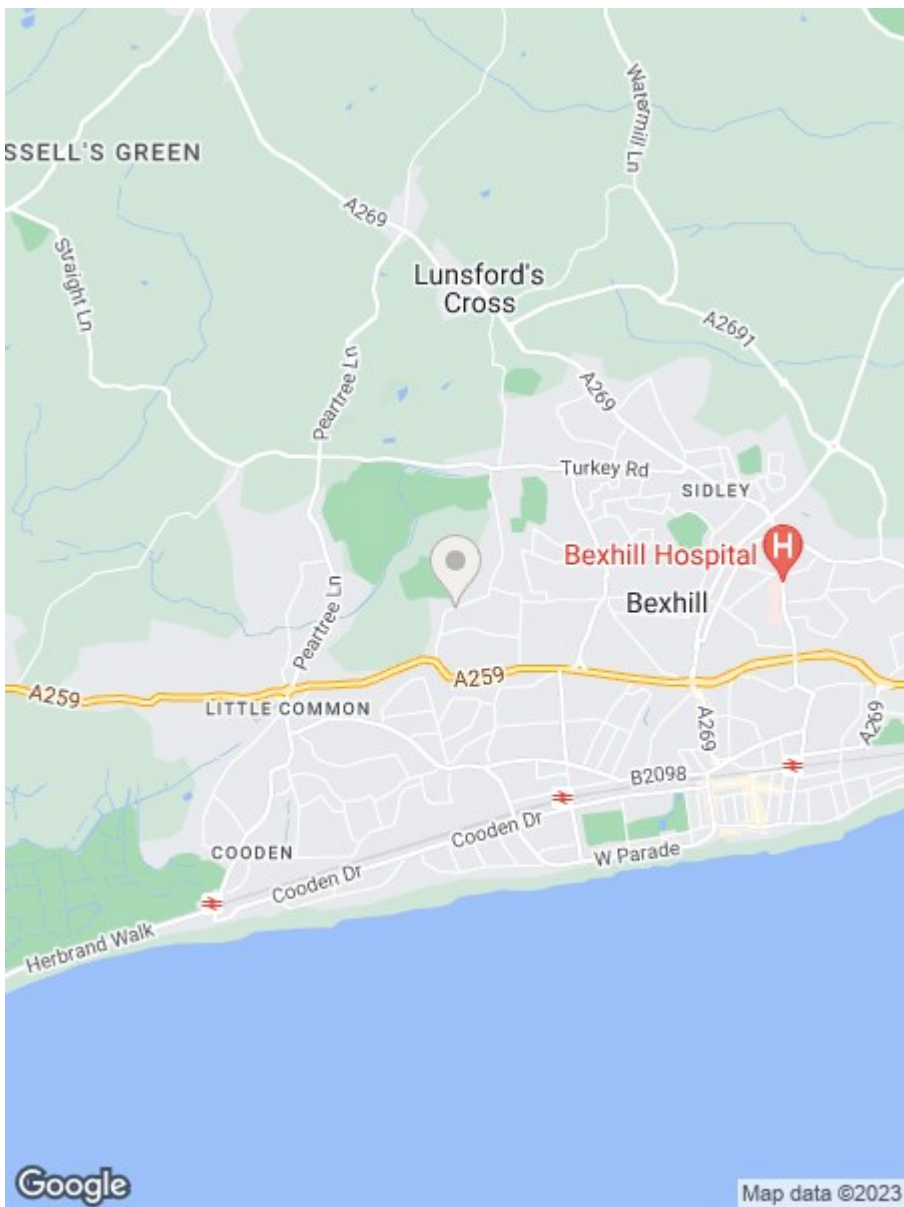 Watermill Ln
SSELL'S GREEN
A269
Straight Ln
Lunsford's
Cross
A2691
Peartree Ln
A269
Turkey Rd
SIDLEY
Bexhill Hospital
H
Bexhill
Peartree Ln
A259
A259
LITTLE COMMON
A269
A269
B2098
Cooden Dr
COODEN
W Parade
Cooden Dr
Herbrand Walk
Google
Map data ©2023